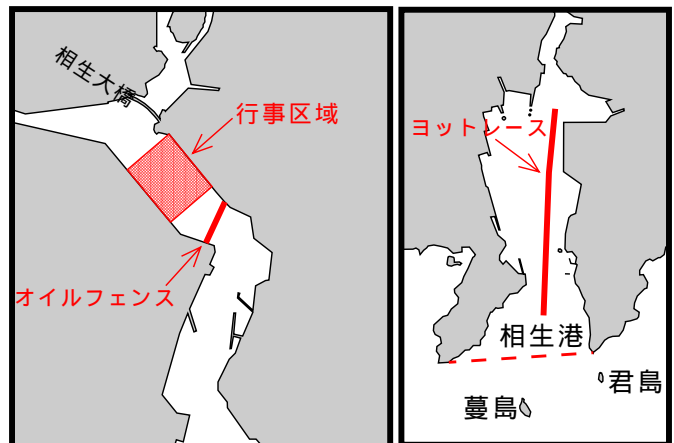 相生大橋
行事区域
オイルフェンス
ヨットレース
相生港
君島
蔓島